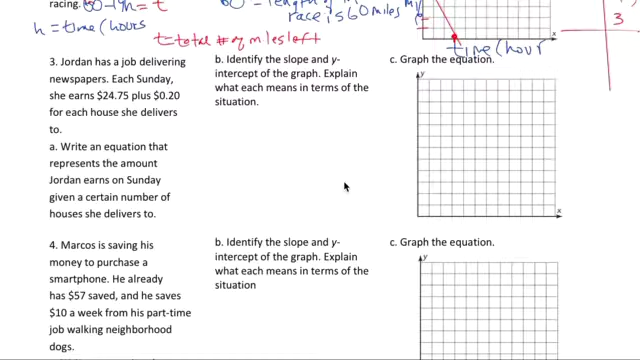 racing. 60 - 19h = t
60 = length of
race is 60 miles
h = time (hours
t = total # of miles left
time (hour
x
3
3. Jordan has a job delivering
newspapers. Each Sunday,
she earns $24.75 plus $0.20
for each house she delivers
to.
a. Write an equation that
represents the amount
Jordan earns on Sunday
given a certain number of
houses she delivers to.
b. Identify the slope and y-
intercept of the graph. Explain
what each means in terms of the
situation.
c. Graph the equation.
y
x
4. Marcos is saving his
money to purchase a
smartphone. He already
has $57 saved, and he saves
$10 a week from his part-time
job walking neighborhood
dogs.
b. Identify the slope and y-
intercept of the graph. Explain
what each means in terms of the
situation
c. Graph the equation.
y